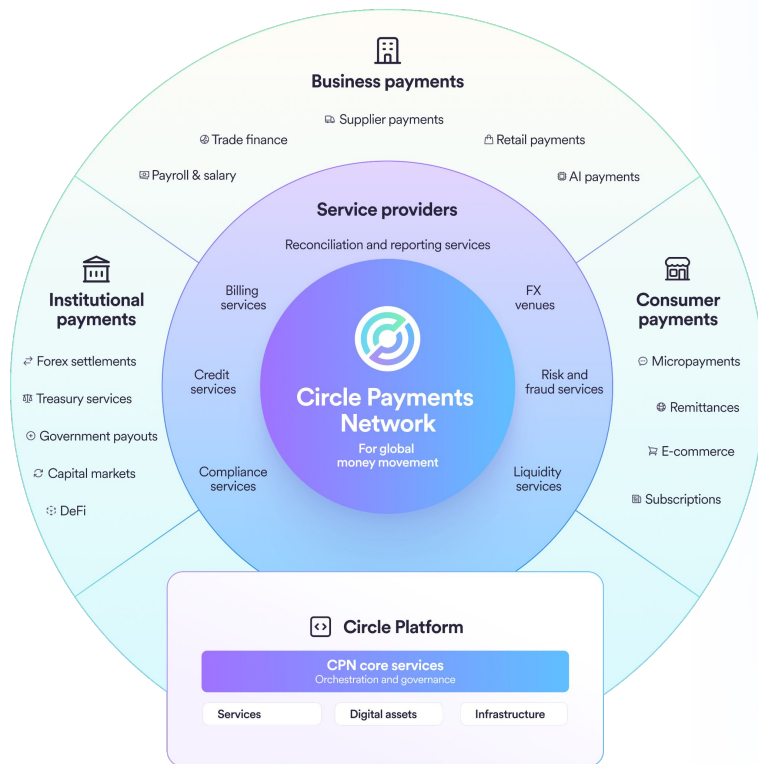 Business payments
Supplier payments
Trade finance
Retail payments
Payroll & salary
AI payments
Service providers
Reconciliation and reporting services
Billing
services
FX
venues
Credit
services
Risk and
fraud services
Compliance
services
Liquidity
services
Circle Payments
Network
For global
money movement
Institutional
payments
Forex settlements
Treasury services
Government payouts
Capital markets
DeFi
Consumer
payments
Micropayments
Remittances
E-commerce
Subscriptions
Circle Platform
CPN core services
Orchestration and governance
Services
Digital assets
Infrastructure